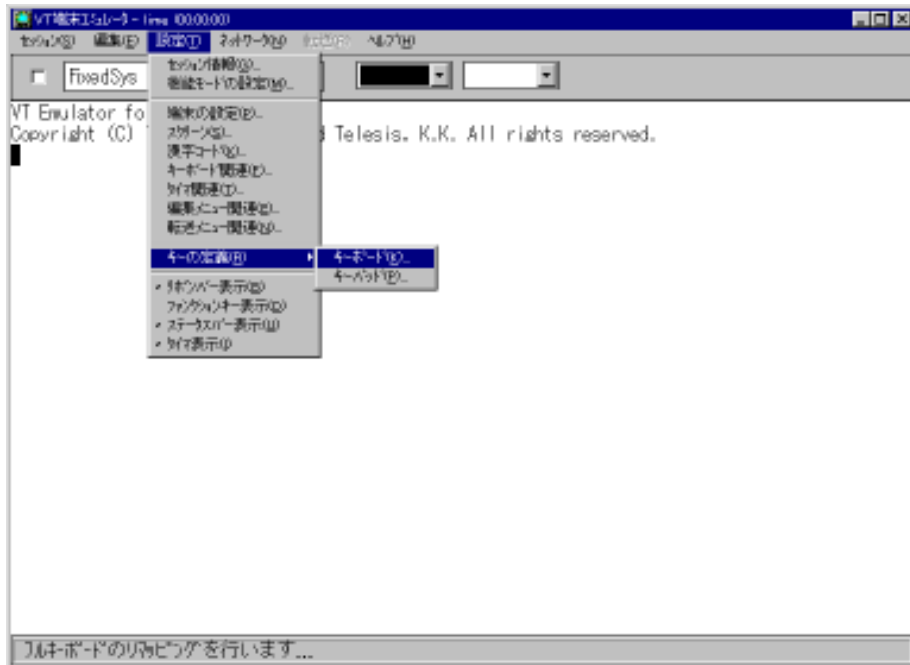 VT端末エミュレータ - time (00:00:00)
ｾｯｼｮﾝ(S) 編集(E) 設定(T) ﾈｯﾄﾜｰｸ(N) ﾍﾙﾌﾟ(H)
FixedSys
ｾｯｼｮﾝ情報(O)...
機能ﾓｰﾄﾞの設定(M)...
VT Emulator fo
端末の設定(P)...
Copyright (C) d Telesis. K.K. All rights reserved.
ｽｸﾘｰﾝ(S)...
漢字ｺｰﾄﾞ(K)...
ｷｰﾎﾞｰﾄﾞ関連(L)...
ﾀｲﾏ関連(T)...
編集ﾒﾆｭｰ関連(E)...
転送ﾒﾆｭｰ関連(N)...
ｷｰの定義(R) ｷｰﾎﾞｰﾄﾞ(K)...
ｷｰﾊﾟｯﾄﾞ(P)...
ﾘﾎﾞﾝﾊﾞｰ表示(B)
ﾌｧﾝｸｼｮﾝｷｰ表示(D)
ｽﾃｰﾀｽﾊﾞｰ表示(U)
ﾀｲﾏ表示(I)
ﾌﾙｷｰﾎﾞｰﾄﾞのﾘﾏｯﾋﾟﾝｸﾞを行います...